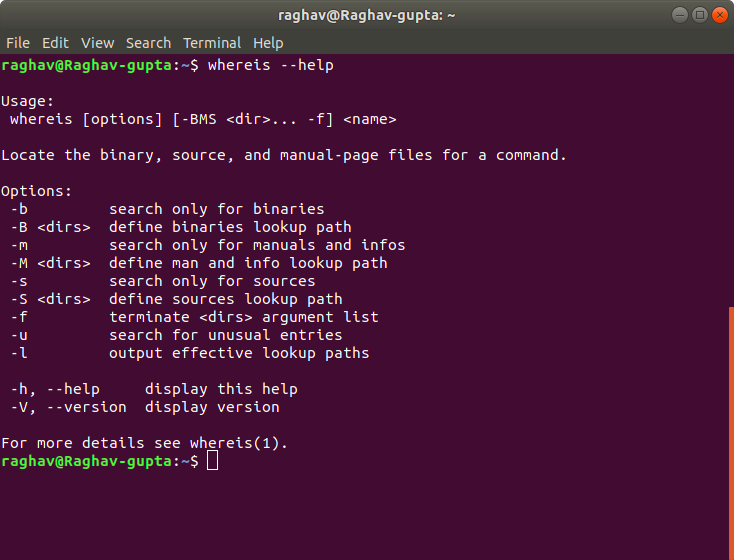 raghav@Raghav-gupta: ~
File Edit View Search Terminal Help
raghav@Raghav-gupta:~$ whereis --help
Usage:
 whereis [options] [-BMS <dir>... -f] <name>
Locate the binary, source, and manual-page files for a command.
Options:
 -b         search only for binaries
 -B <dirs>  define binaries lookup path
 -m         search only for manuals and infos
 -M <dirs>  define man and info lookup path
 -s         search only for sources
 -S <dirs>  define sources lookup path
 -f         terminate <dirs> argument list
 -u         search for unusual entries
 -l         output effective lookup paths
 -h, --help     display this help
 -V, --version  display version
For more details see whereis(1).
raghav@Raghav-gupta:~$